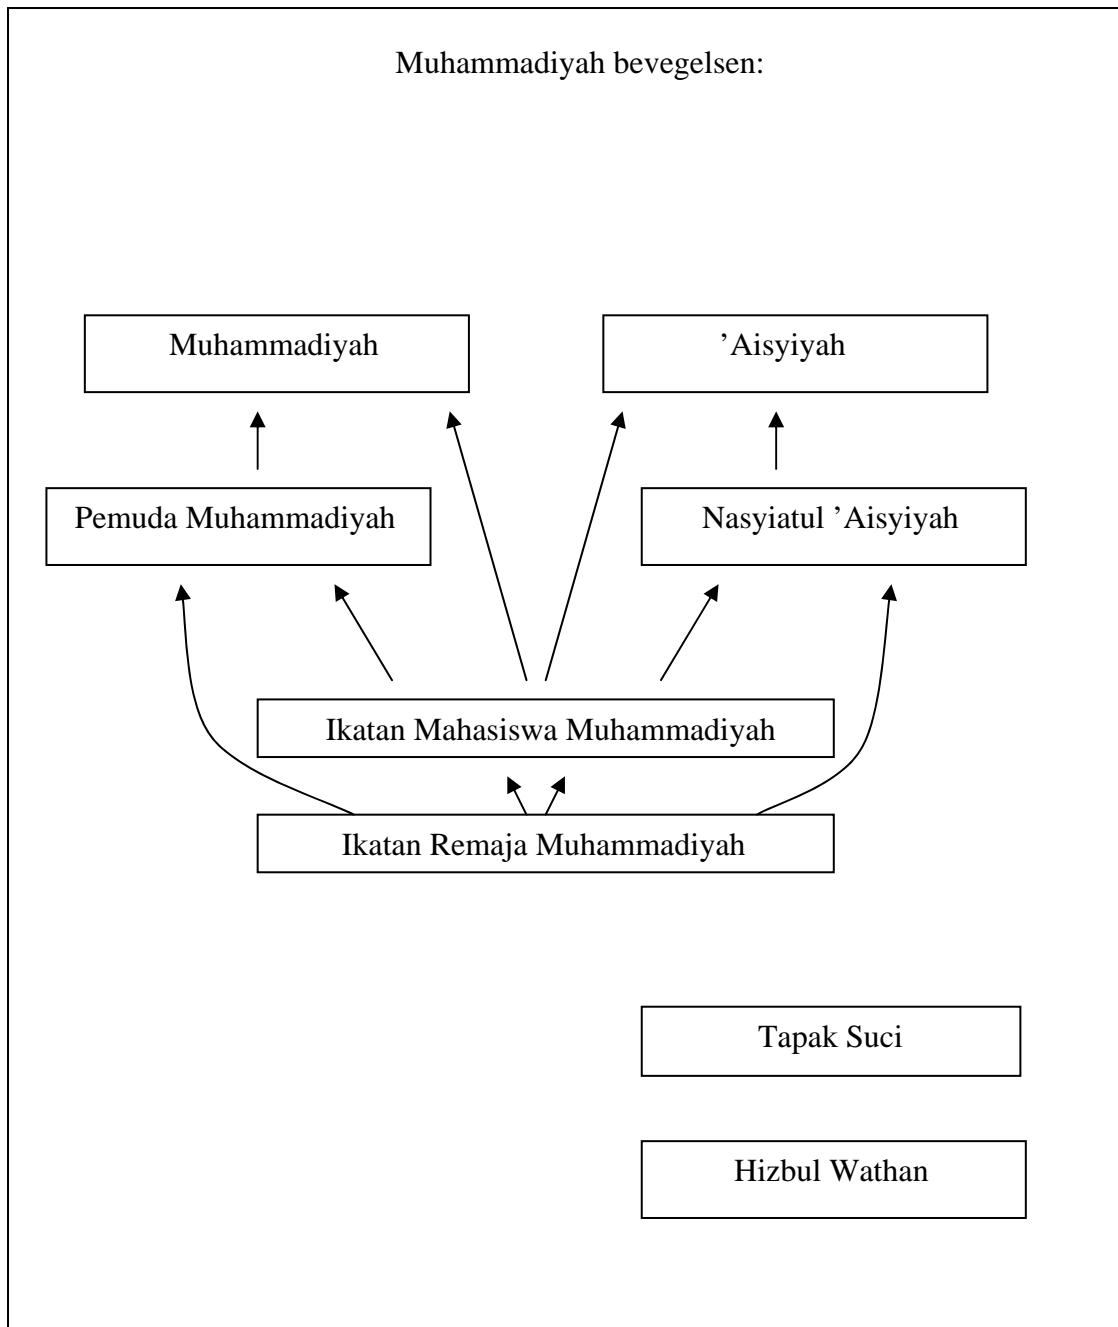 Muhammadiyah bevegelsen:
Muhammadiyah
’Aisyiyah
Pemuda Muhammadiyah
Nasyiatul ’Aisyiyah
Ikatan Mahasiswa Muhammadiyah
Ikatan Remaja Muhammadiyah
Tapak Suci
Hizbul Wathan